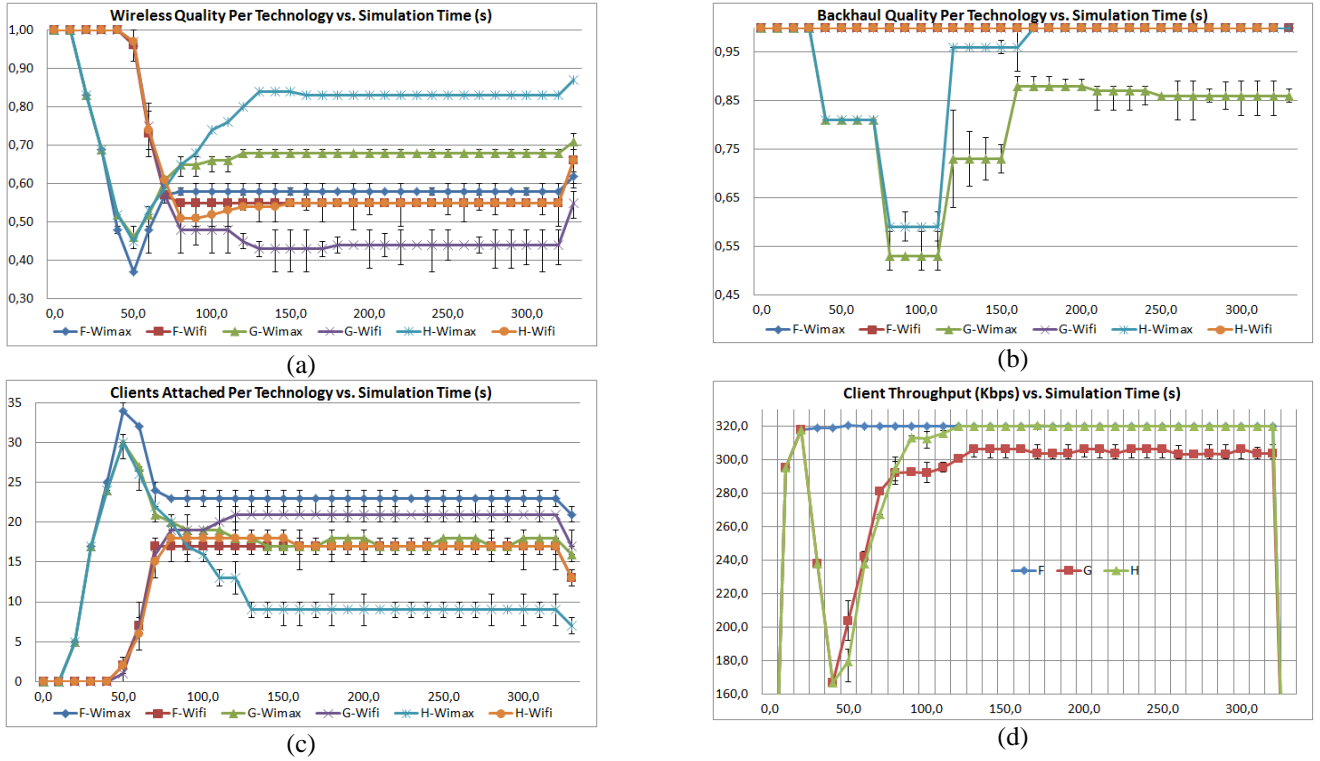 Wireless Quality Per Technology vs. Simulation Time (s)
1,00
0,90
0,80
0,70
0,60
0,50
0,40
0,30
0,0 50,0 100,0 150,0 200,0 250,0 300,0
F-Wimax F-Wifi G-Wimax G-Wifi H-Wimax H-Wifi
(a)
Backhaul Quality Per Technology vs. Simulation Time (s)
0,95
0,85
0,75
0,65
0,55
0,45
0,0 50,0 100,0 150,0 200,0 250,0 300,0
F-Wimax F-Wifi G-Wimax G-Wifi H-Wimax H-Wifi
(b)
Clients Attached Per Technology vs. Simulation Time (s)
35
30
25
20
15
10
5
0
0,0 50,0 100,0 150,0 200,0 250,0 300,0
F-Wimax F-Wifi G-Wimax G-Wifi H-Wimax H-Wifi
(c)
Client Throughput (Kbps) vs. Simulation Time (s)
320,0
300,0
280,0
260,0
240,0
F G H
220,0
200,0
180,0
160,0
0,0 50,0 100,0 150,0 200,0 250,0 300,0
(d)